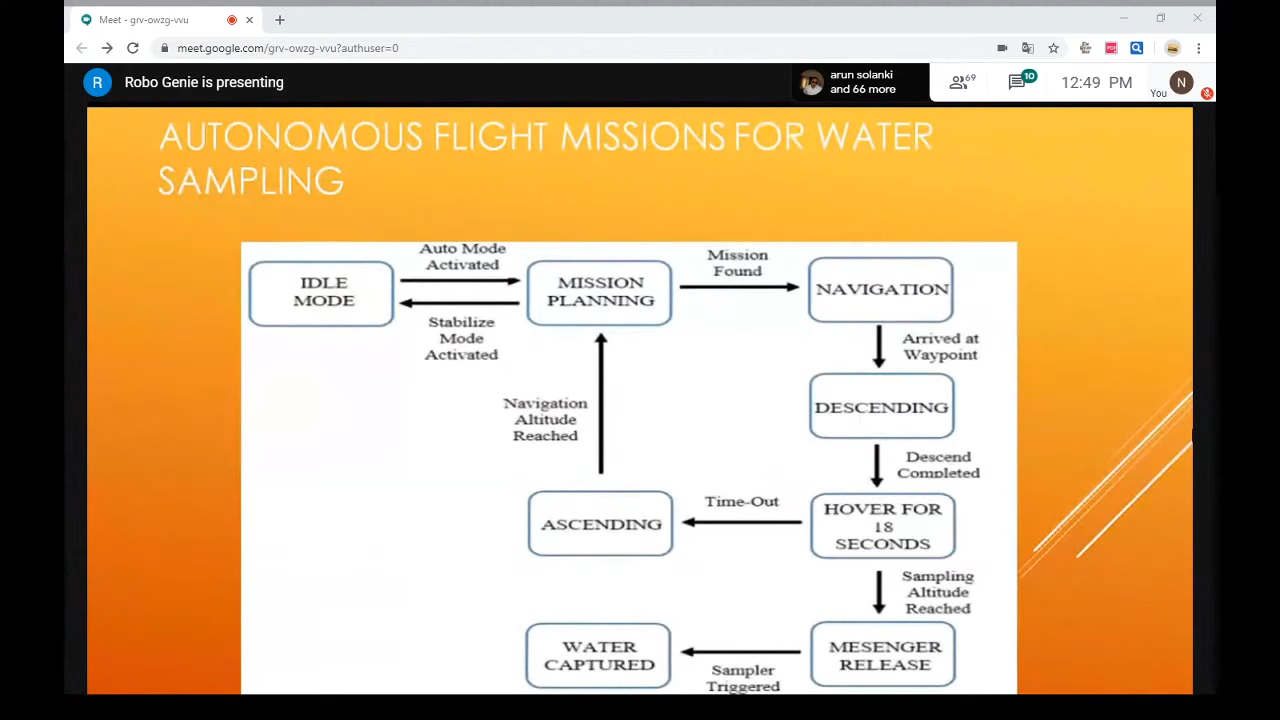 Meet - grv-owzg-vvu
meet.google.com/grv-owzg-vvu?authuser=0
R
Robo Genie is presenting
arun solanki
and 66 more
69
10
12:49 PM
You
N
AUTONOMOUS FLIGHT MISSIONS FOR WATER
SAMPLING
IDLE
MODE
Auto Mode
Activated
Stabilize
Mode
Activated
MISSION
PLANNING
Mission
Found
NAVIGATION
Arrived at
Waypoint
DESCENDING
Descend
Completed
HOVER FOR
18
SECONDS
Time-Out
ASCENDING
Navigation
Altitude
Reached
Sampling
Altitude
Reached
MESENGER
RELEASE
Sampler
Triggered
WATER
CAPTURED